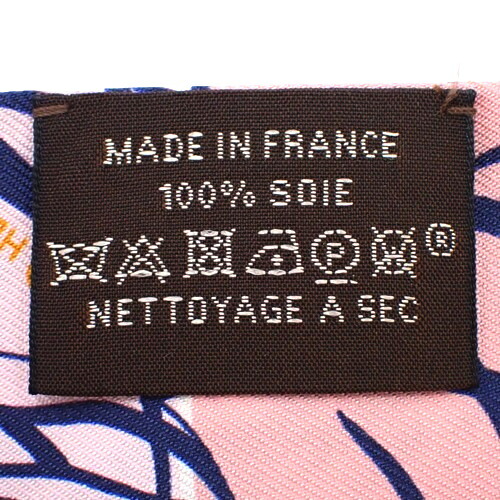 MADE IN FRANCE
100% SOIE
P W ®
NETTOYAGE A SEC